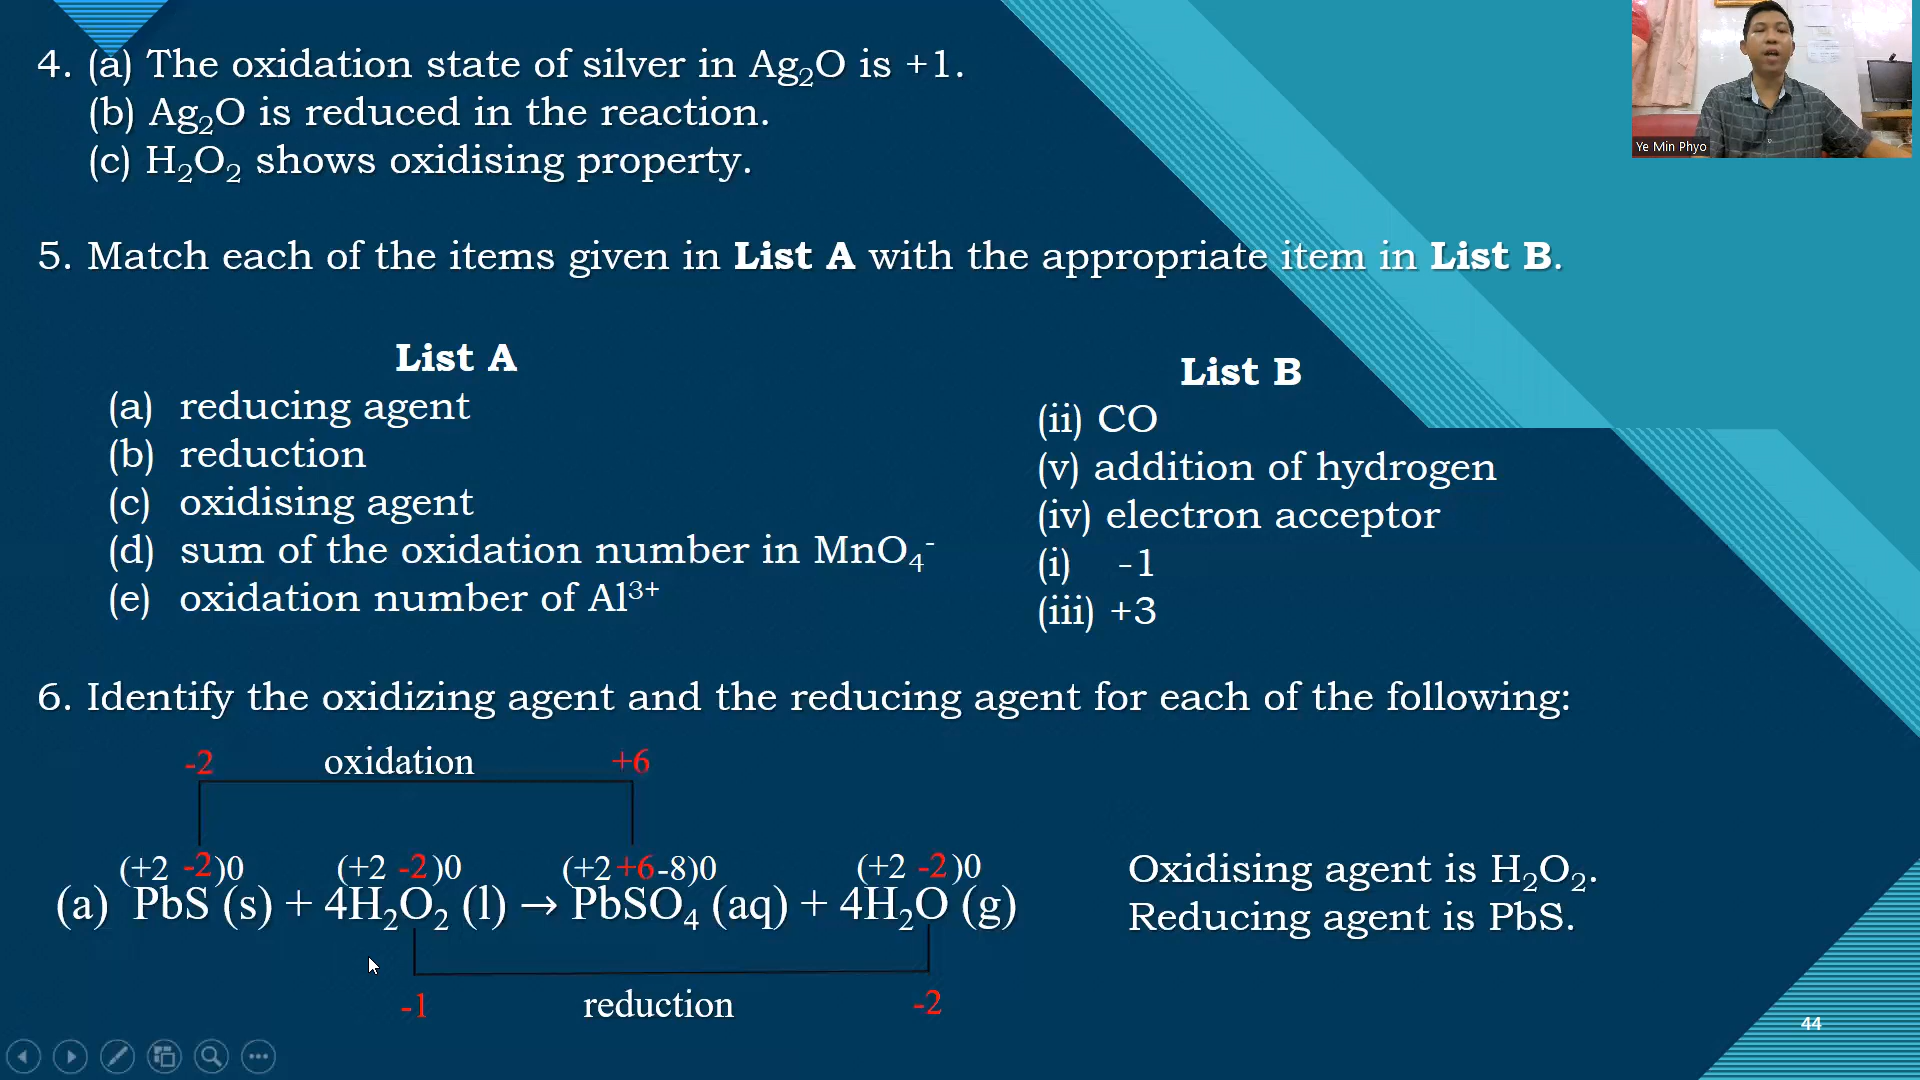 4. (a) The oxidation state of silver in Ag₂O is +1.
(b) Ag₂O is reduced in the reaction.
(c) H₂O₂ shows oxidising property.
Ye Min Phyo
5. Match each of the items given in List A with the appropriate item in List B.
List A
(a) reducing agent
(b) reduction
(c) oxidising agent
(d) sum of the oxidation number in MnO₄⁻
(e) oxidation number of Al³⁺
List B
(ii) CO
(v) addition of hydrogen
(iv) electron acceptor
(i) -1
(iii) +3
6. Identify the oxidizing agent and the reducing agent for each of the following:
-2 oxidation +6
(+2 -2)0 (+2 -2)0 (+2+6-8)0 (+2 -2)0
(a) PbS (s) + 4H₂O₂ (l) → PbSO₄ (aq) + 4H₂O (g)
-1 reduction -2
Oxidising agent is H₂O₂.
Reducing agent is PbS.
44